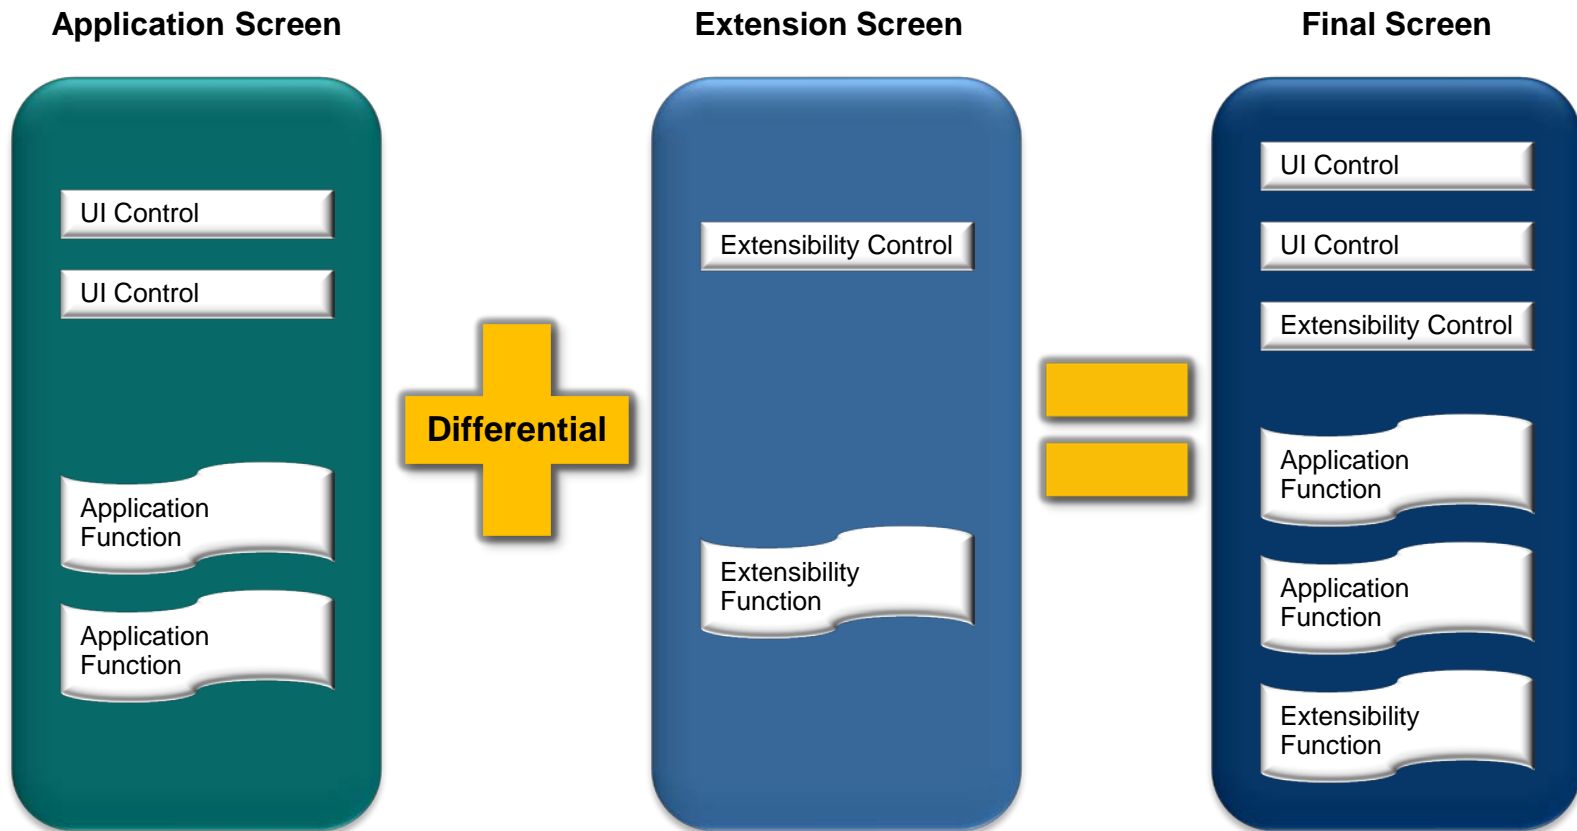 Application Screen
UI Control
UI Control
Application
Function
Application
Function
Differential
Extension Screen
Extensibility Control
Extensibility
Function
Final Screen
UI Control
UI Control
Extensibility Control
Application
Function
Application
Function
Extensibility
Function